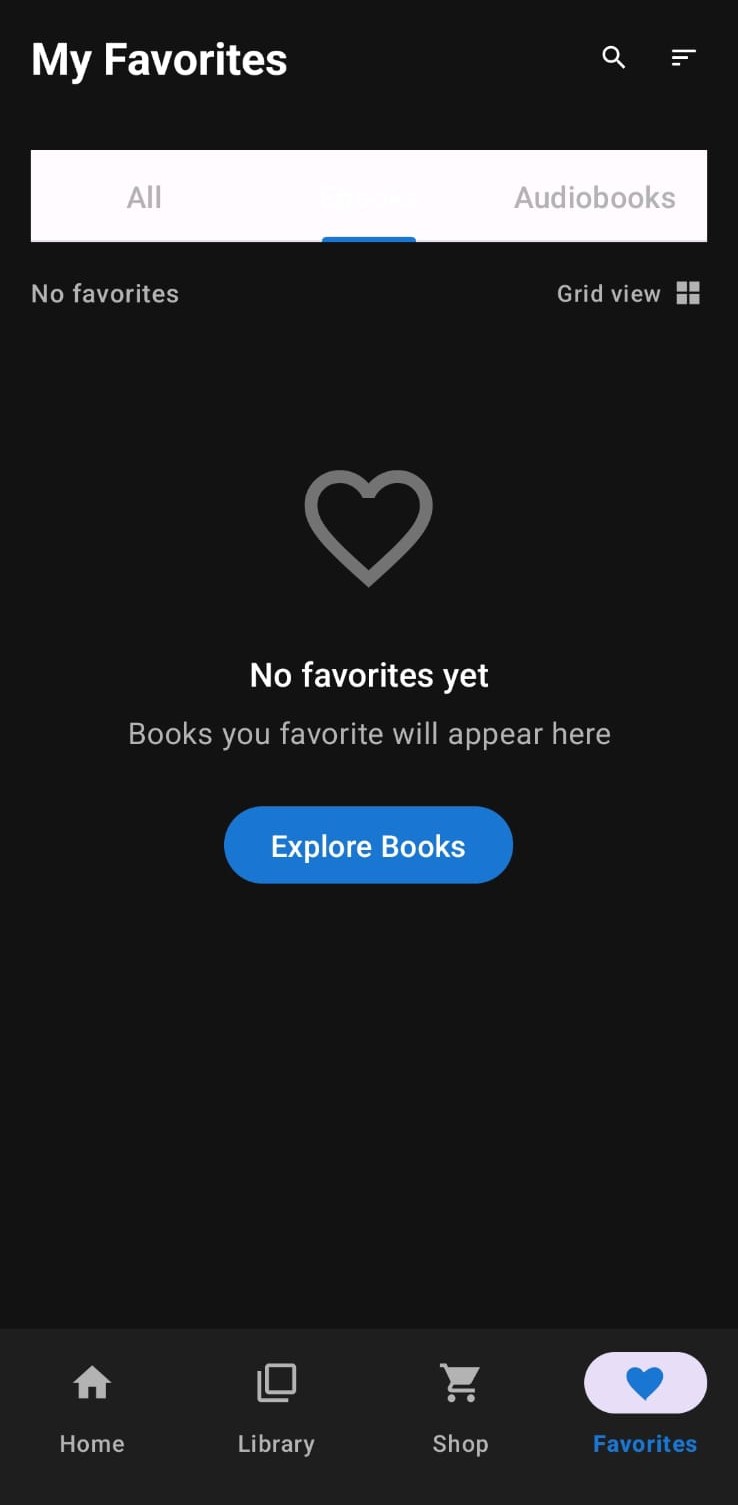 My Favorites
All
Audiobooks
No favorites
Grid view
No favorites yet
Books you favorite will appear here
Explore Books
Home
Library
Shop
Favorites